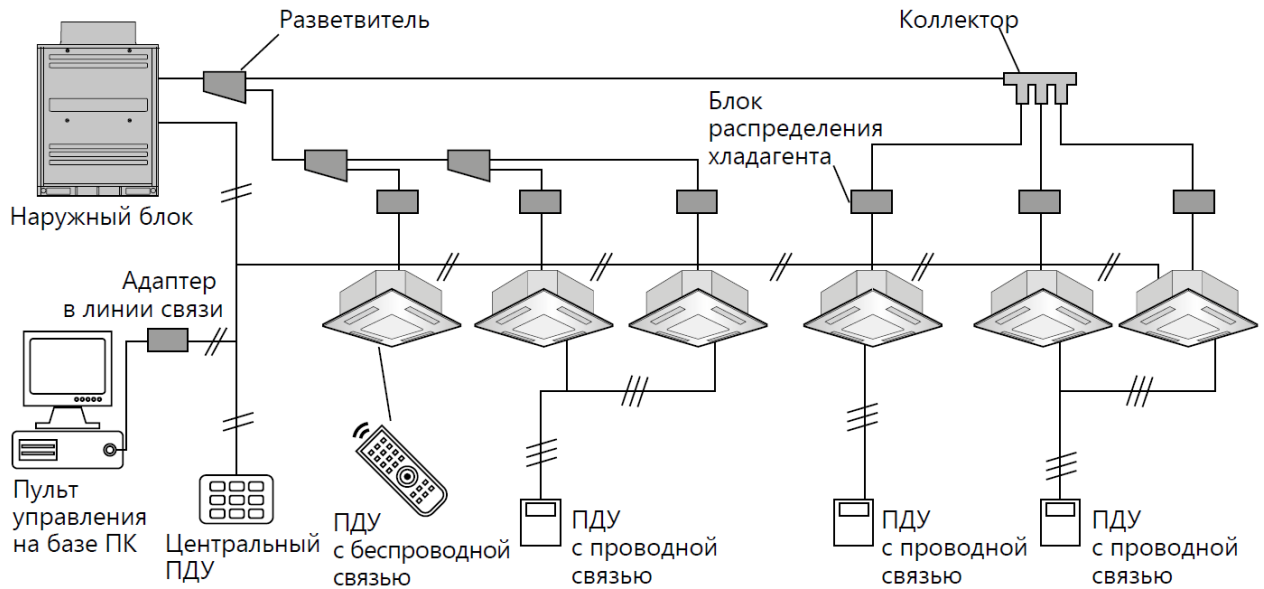 Разветвитель
Коллектор
Блок
распределения
хладагента
Наружный блок
Адаптер
в линии связи
Пульт
управления
на базе ПК
Центральный
ПДУ
ПДУ
с беспроводной
связью
ПДУ
с проводной
связью
ПДУ
с проводной
связью
ПДУ
с проводной
связью